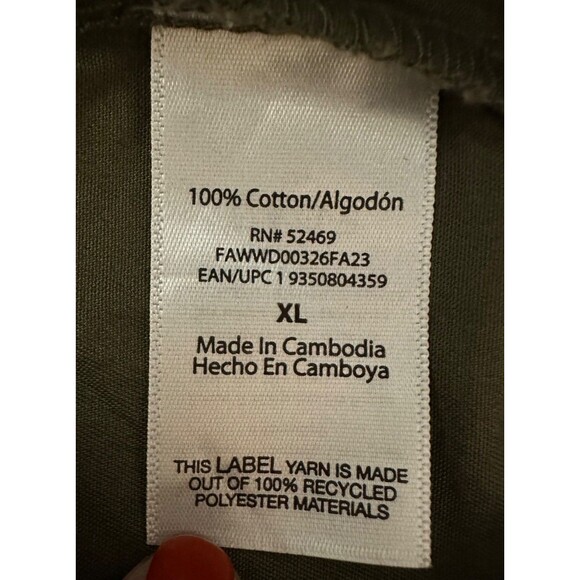 100% Cotton/Algodón
RN# 52469
FAWWD00326FA23
EAN/UPC 1 9350804359
XL
Made In Cambodia
Hecho En Camboya
THIS LABEL YARN IS MADE
OUT OF 100% RECYCLED
POLYESTER MATERIALS